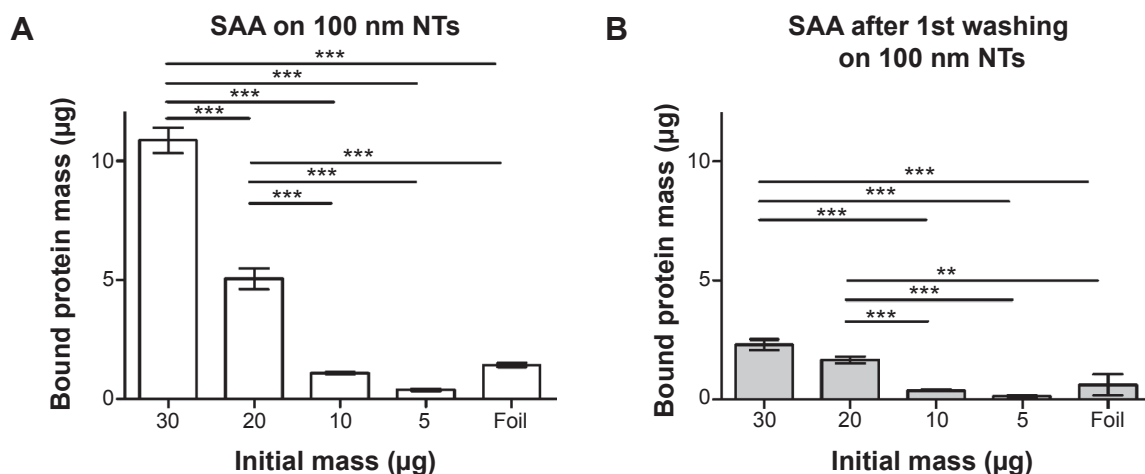 A
SAA on 100 nm NTs
***
***
***
***
***
***
***
Bound protein mass (µg)
10
5
0
30 20 10 5 Foil
Initial mass (µg)
B
SAA after 1st washing
on 100 nm NTs
***
***
***
**
***
***
Bound protein mass (µg)
10
5
0
30 20 10 5 Foil
Initial mass (µg)